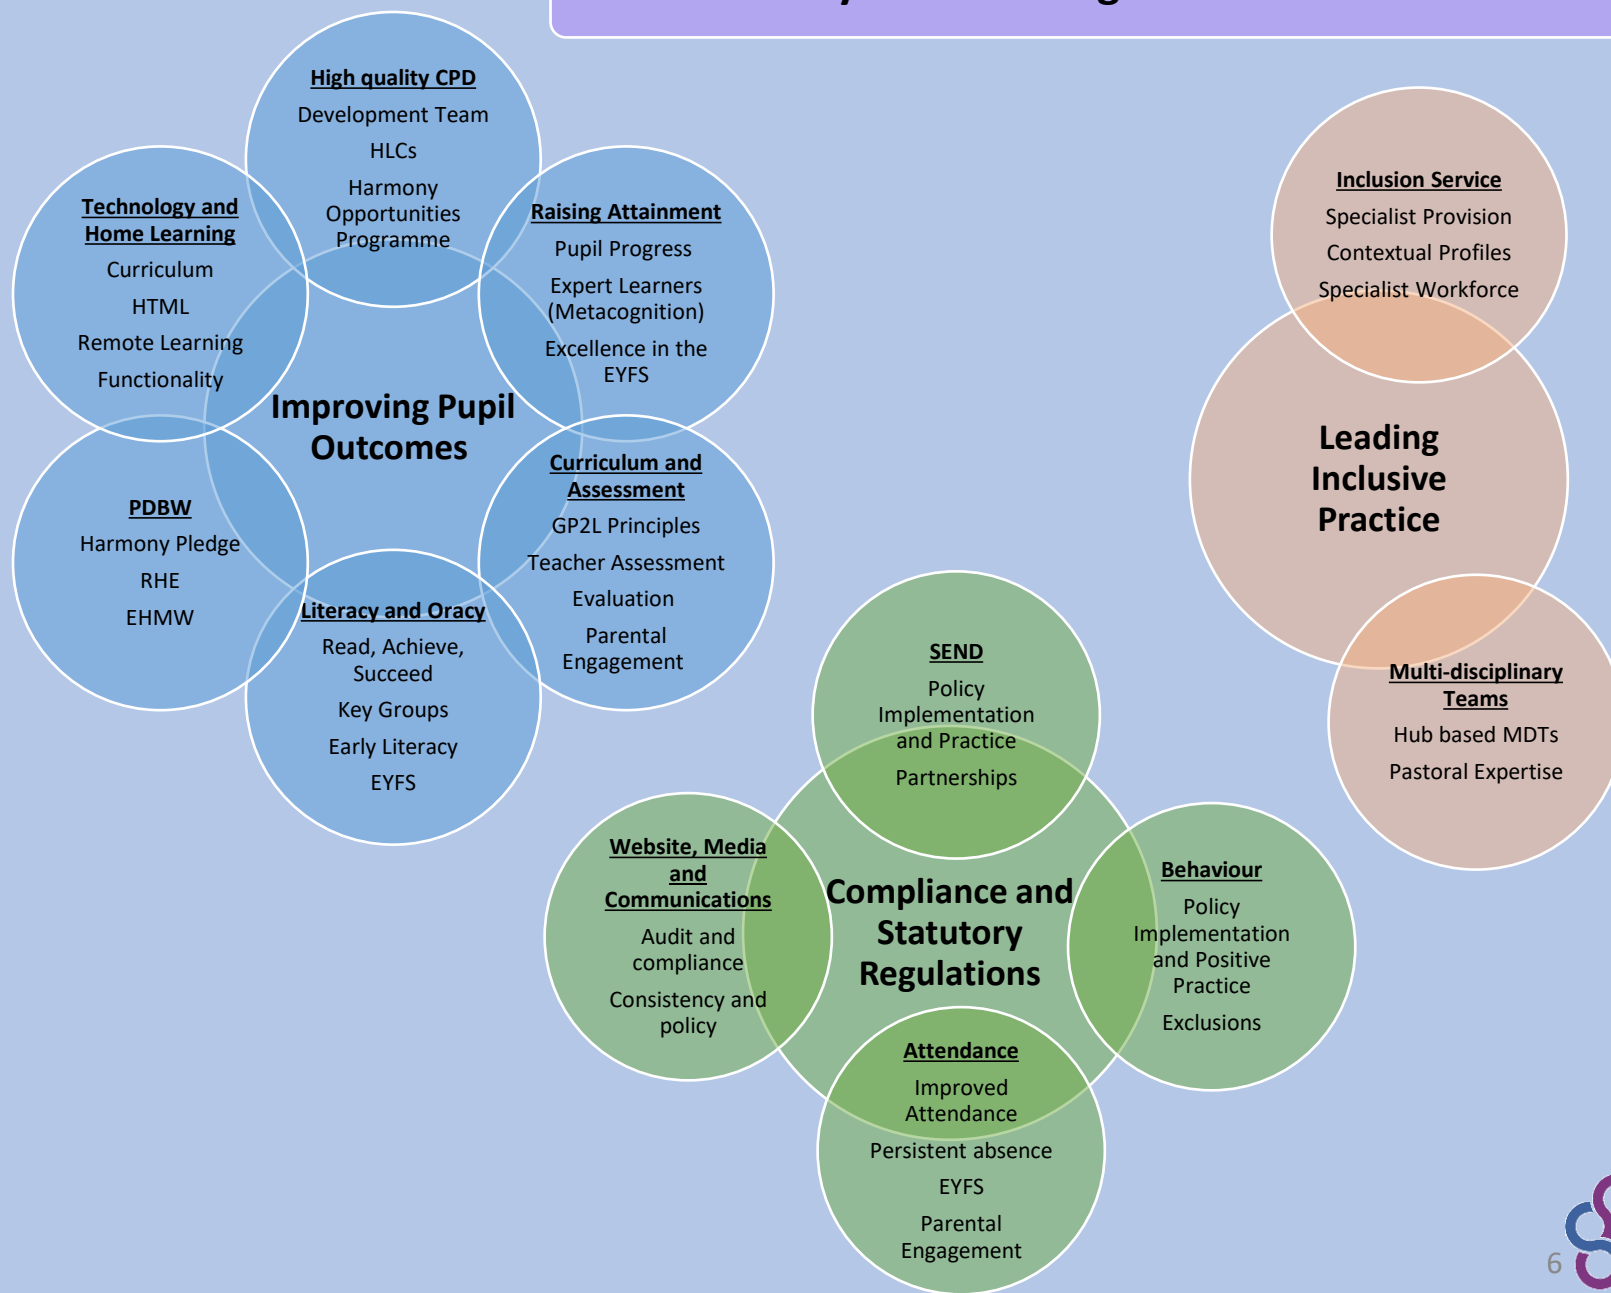 High quality CPD
Development Team
HLCs
Harmony
Opportunities
Programme
Technology and
Home Learning
Curriculum
HTML
Remote Learning
Functionality
Raising Attainment
Pupil Progress
Expert Learners
(Metacognition)
Excellence in the
EYFS
Improving Pupil
Outcomes
PDBW
Harmony Pledge
RHE
EHMW
Curriculum and
Assessment
GP2L Principles
Teacher Assessment
Evaluation
Parental
Engagement
Literacy and Oracy
Read, Achieve,
Succeed
Key Groups
Early Literacy
EYFS
Inclusion Service
Specialist Provision
Contextual Profiles
Specialist Workforce
Leading
Inclusive
Practice
Multi-disciplinary
Teams
Hub based MDTs
Pastoral Expertise
SEND
Policy
Implementation
and Practice
Partnerships
Website, Media
and
Communications
Audit and
compliance
Consistency and
policy
Compliance and
Statutory
Regulations
Behaviour
Policy
Implementation
and Positive
Practice
Exclusions
Attendance
Improved
Attendance
Persistent absence
EYFS
Parental
Engagement
6